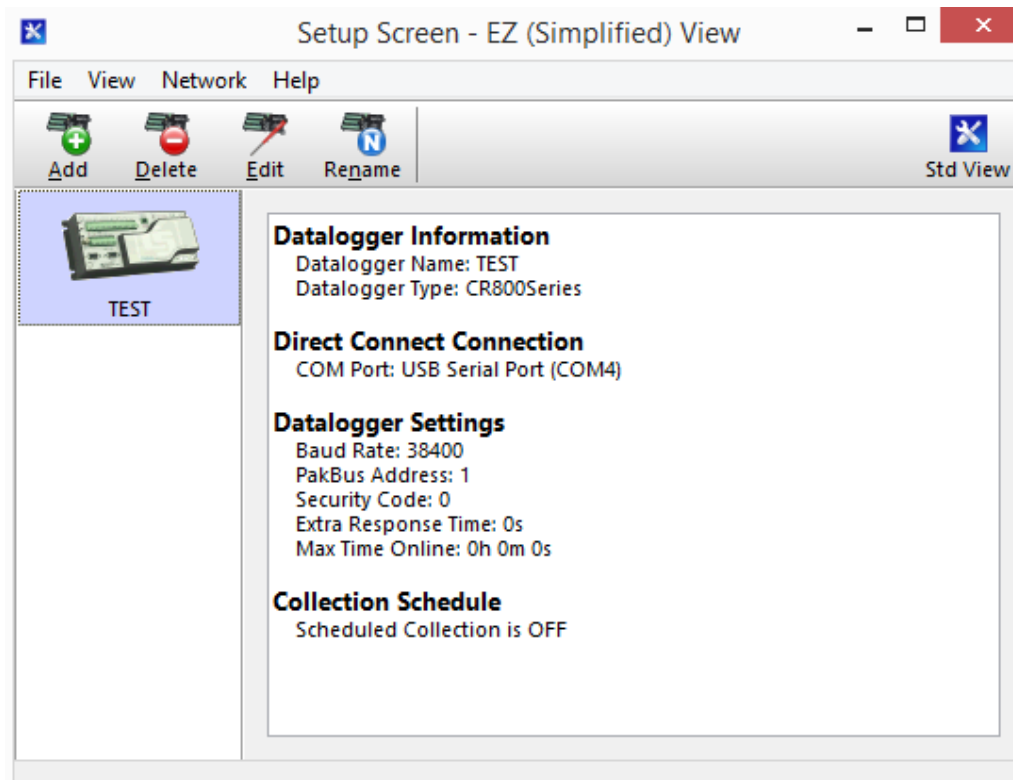 Setup Screen - EZ (Simplified) View
File View Network Help
Add Delete Edit Rename Std View
N
TEST
Datalogger Information
Datalogger Name: TEST
Datalogger Type: CR800Series
Direct Connect Connection
COM Port: USB Serial Port (COM4)
Datalogger Settings
Baud Rate: 38400
PakBus Address: 1
Security Code: 0
Extra Response Time: 0s
Max Time Online: 0h 0m 0s
Collection Schedule
Scheduled Collection is OFF